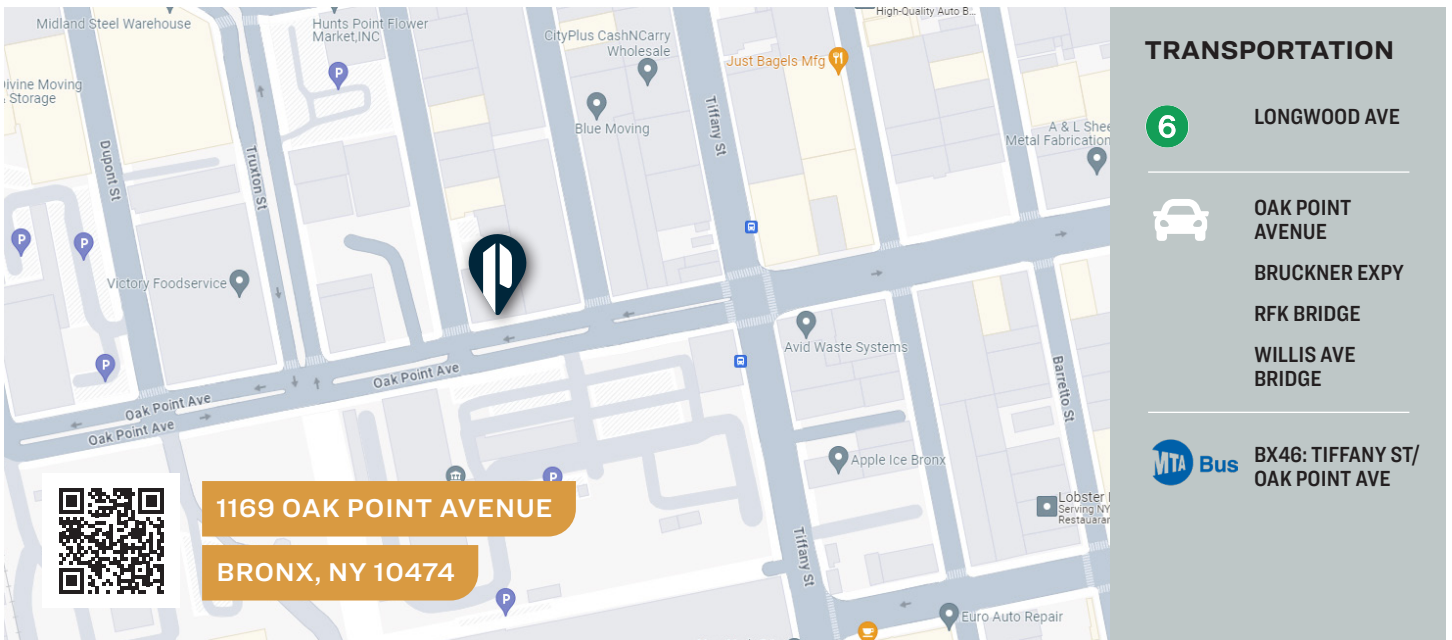 High-Quality Auto B...
Midland Steel Warehouse
Hunts Point Flower
Market,INC
CityPlus CashNCarry
Wholesale
Just Bagels Mfg
Divine Moving
& Storage
Blue Moving
Tiffany St
A & L Shee
Metal Fabrication
Dupont St
Truxton St
Victory Foodservice
Avid Waste Systems
Oak Point Ave
Oak Point Ave
Oak Point Ave
Barretto St
Apple Ice Bronx
Lobster
Serving NY
Restauarar
Tiffany St
Euro Auto Repair
P
P
P
P
P
P
1169 OAK POINT AVENUE
BRONX, NY 10474
TRANSPORTATION
6
LONGWOOD AVE
OAK POINT
AVENUE
BRUCKNER EXPY
RFK BRIDGE
WILLIS AVE
BRIDGE
MTA Bus
BX46: TIFFANY ST/
OAK POINT AVE